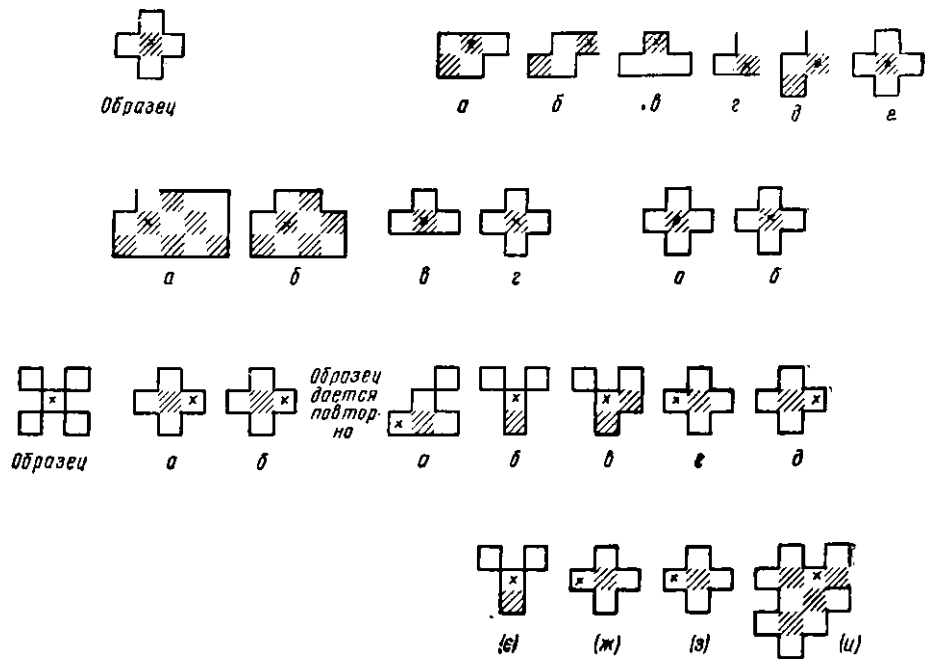 Образец
а б в г д е
а б в г а б
Образец
дается
повтор-
но
Образец а б а б в г д
(е) (ж) (з) (и)